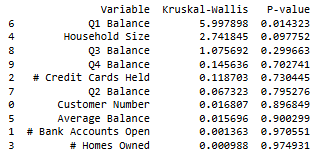 Variable Kruskal-Wallis P-value
6 Q1 Balance 5.997898 0.014323
4 Household Size 2.741845 0.097752
8 Q3 Balance 1.075692 0.299663
9 Q4 Balance 0.145636 0.702741
2 # Credit Cards Held 0.118703 0.730445
7 Q2 Balance 0.067323 0.795276
0 Customer Number 0.016807 0.896849
5 Average Balance 0.015696 0.900299
1 # Bank Accounts Open 0.001363 0.970551
3 # Homes Owned 0.000988 0.974931